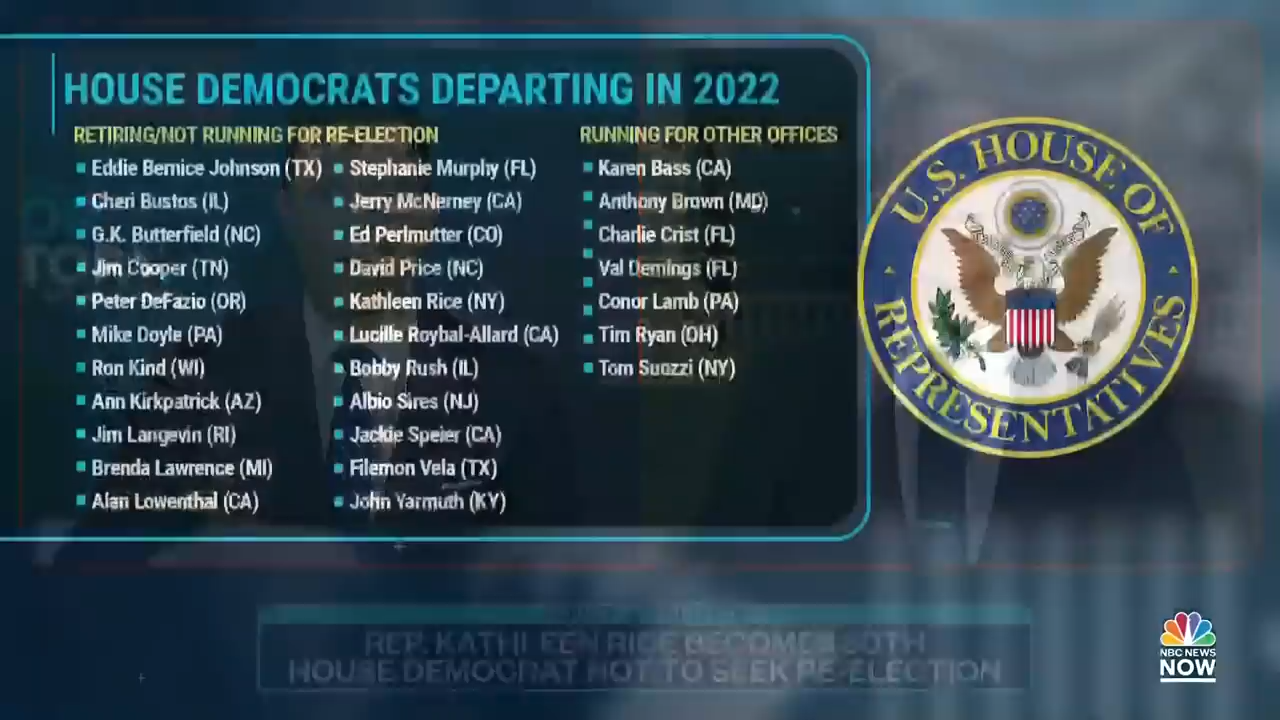 HOUSE DEMOCRATS DEPARTING IN 2022
RETIRING/NOT RUNNING FOR RE-ELECTION
Eddie Bernice Johnson (TX)
Cheri Bustos (IL)
G.K. Butterfield (NC)
Jim Cooper (TN)
Peter DeFazio (OR)
Mike Doyle (PA)
Ron Kind (WI)
Ann Kirkpatrick (AZ)
Jim Langevin (RI)
Brenda Lawrence (MI)
Alan Lowenthal (CA)
Stephanie Murphy (FL)
Jerry McNerney (CA)
Ed Perlmutter (CO)
David Price (NC)
Kathleen Rice (NY)
Lucille Roybal-Allard (CA)
Bobby Rush (IL)
Albio Sires (NJ)
Jackie Speier (CA)
Filemon Vela (TX)
John Yarmuth (KY)
RUNNING FOR OTHER OFFICES
Karen Bass (CA)
Anthony Brown (MD)
Charlie Crist (FL)
Val Demings (FL)
Conor Lamb (PA)
Tim Ryan (OH)
Tom Suozzi (NY)
U.S. HOUSE OF
REPRESENTATIVES
REP. KATHLEEN RICE BECOMES 30TH
HOUSE DEMOCRAT NOT TO SEEK RE-ELECTION
NBC NEWS
NOW